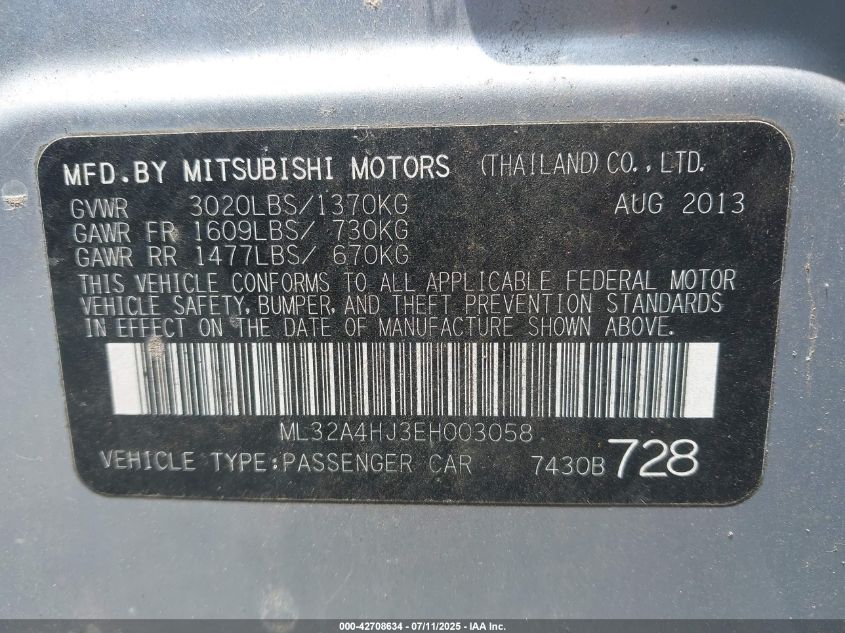 MFD.BY MITSUBISHI MOTORS (THAILAND) CO.,LTD.
GVWR 3020LBS/1370KG AUG 2013
GAWR FR 1609LBS/ 730KG
GAWR RR 1477LBS/ 670KG
THIS VEHICLE CONFORMS TO ALL APPLICABLE FEDERAL MOTOR
VEHICLE SAFETY, BUMPER, AND THEFT PREVENTION STANDARDS
IN EFFECT ON THE DATE OF MANUFACTURE SHOWN ABOVE.
ML32A4HJ3EH003058
VEHICLE TYPE:PASSENGER CAR 7430B 728
000-42708634 - 07/11/2025 - IAA Inc.